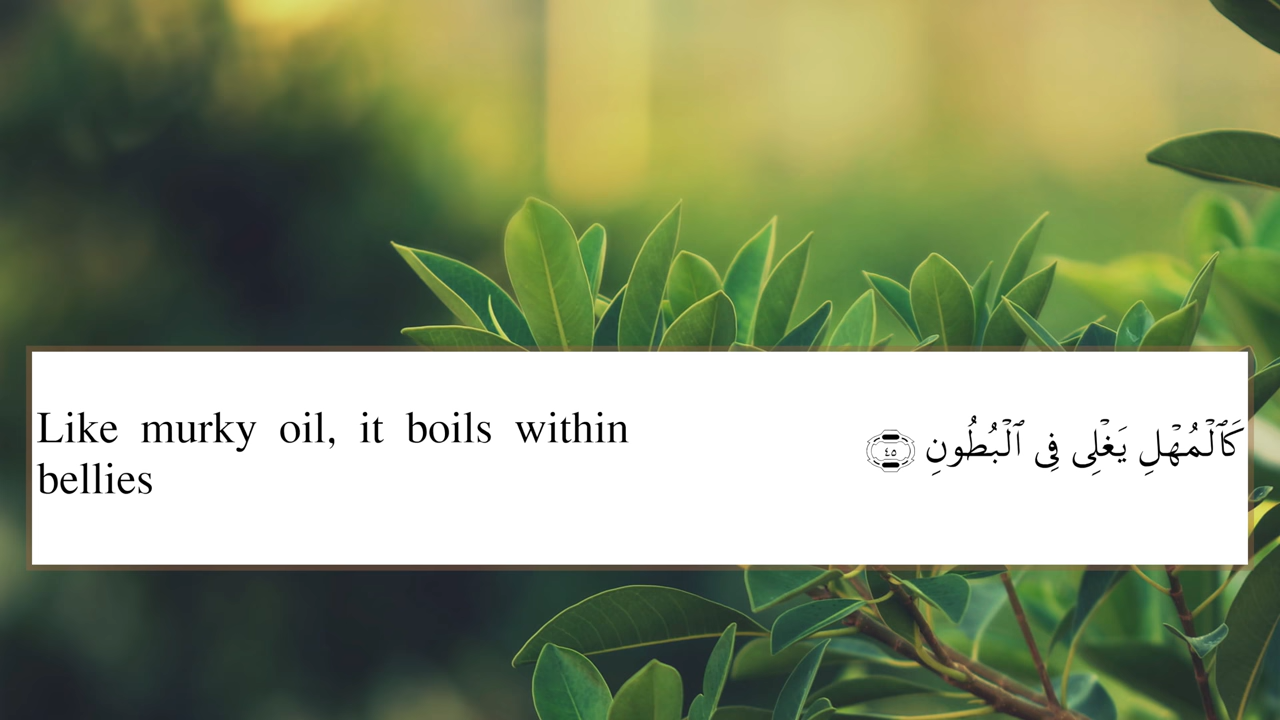 Like murky oil, it boils within
bellies
كَٱلْمُهْلِ يَغْلِى فِى ٱلْبُطُونِ ٤٥